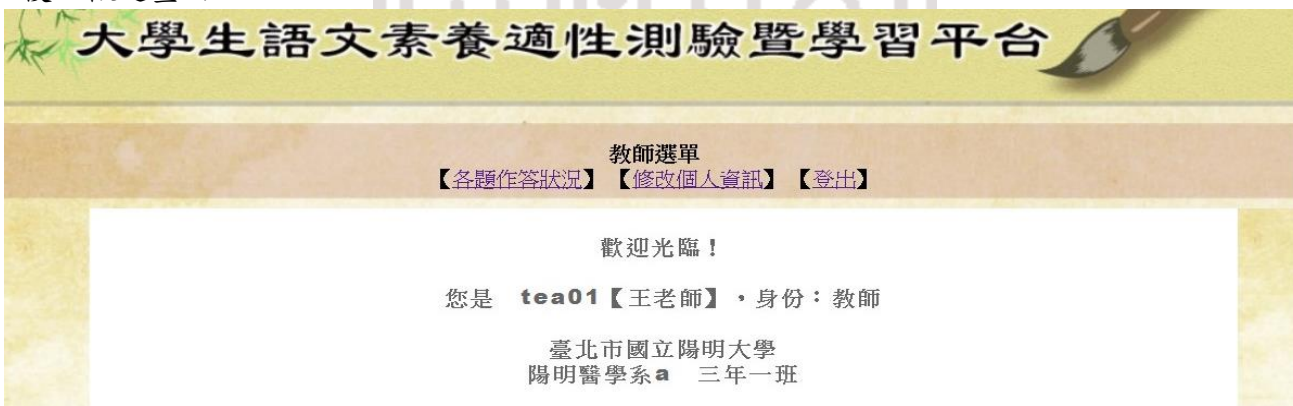 大學生語文素養適性測驗暨學習平台
教師選單
【各題作答狀況】【修改個人資訊】【登出】
歡迎光臨！
您是 tea01【王老師】，身份：教師
臺北市國立陽明大學
陽明醫學系a 三年一班